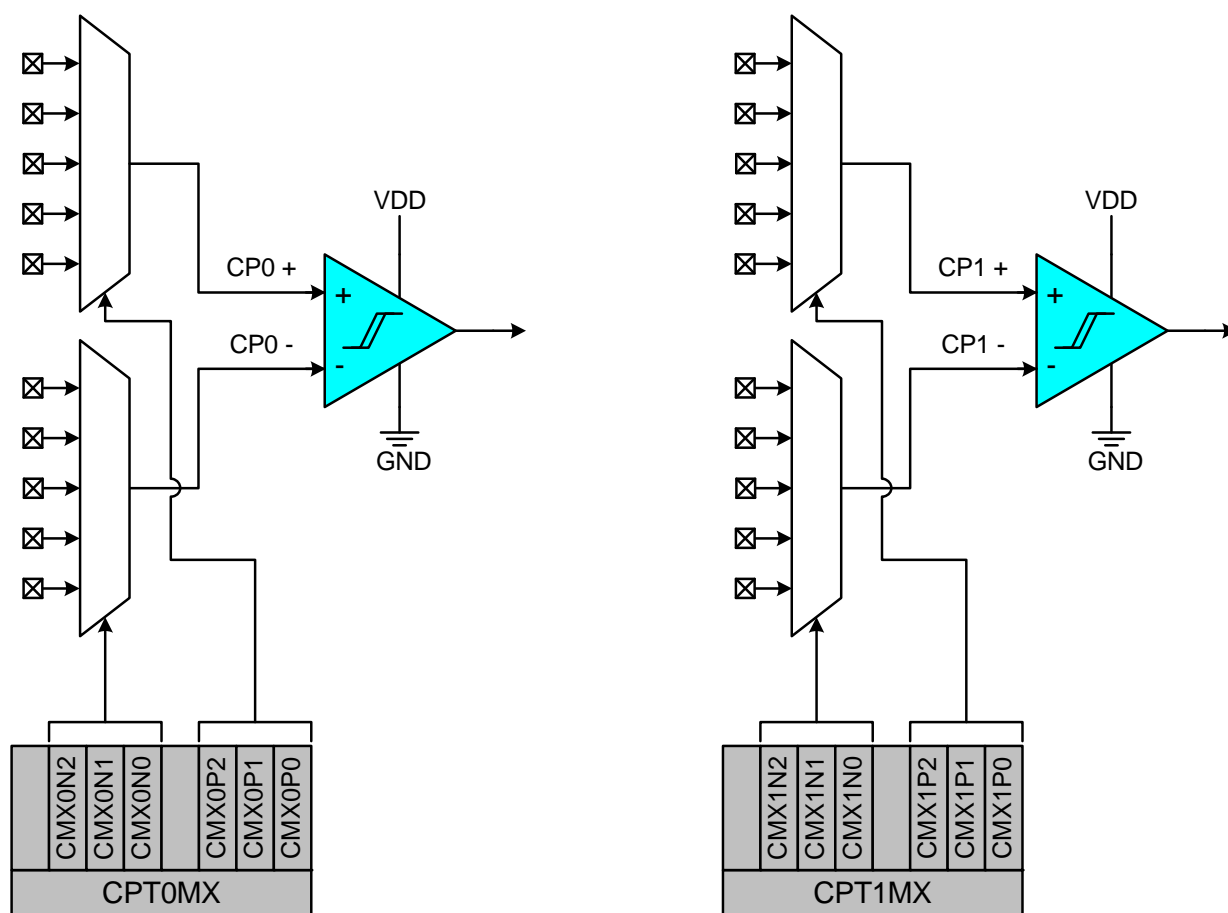 VDD
CP0 +
+
CP0 -
-
GND
CMX0N2
CMX0N1
CMX0N0
CMX0P2
CMX0P1
CMX0P0
CPT0MX
VDD
CP1 +
+
CP1 -
-
GND
CMX1N2
CMX1N1
CMX1N0
CMX1P2
CMX1P1
CMX1P0
CPT1MX